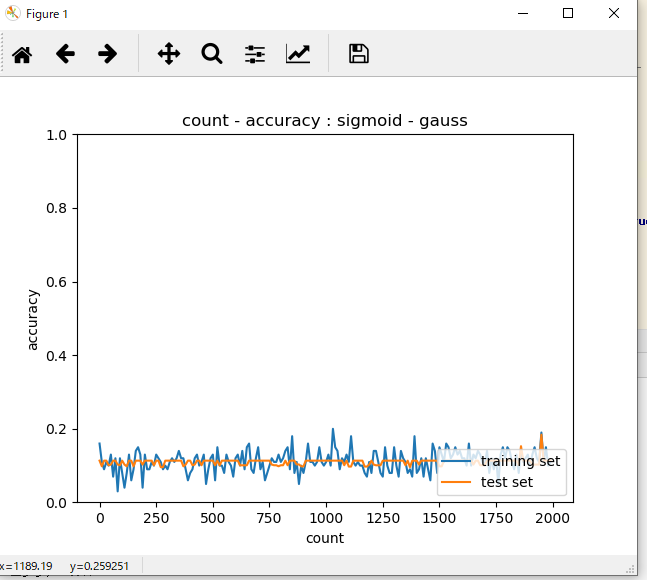 Figure 1
count - accuracy : sigmoid - gauss
1.0
0.8
0.6
0.4
0.2
0.0
accuracy
0 250 500 750 1000 1250 1500 1750 2000
count
training set
test set
x=1189.19 y=0.259251